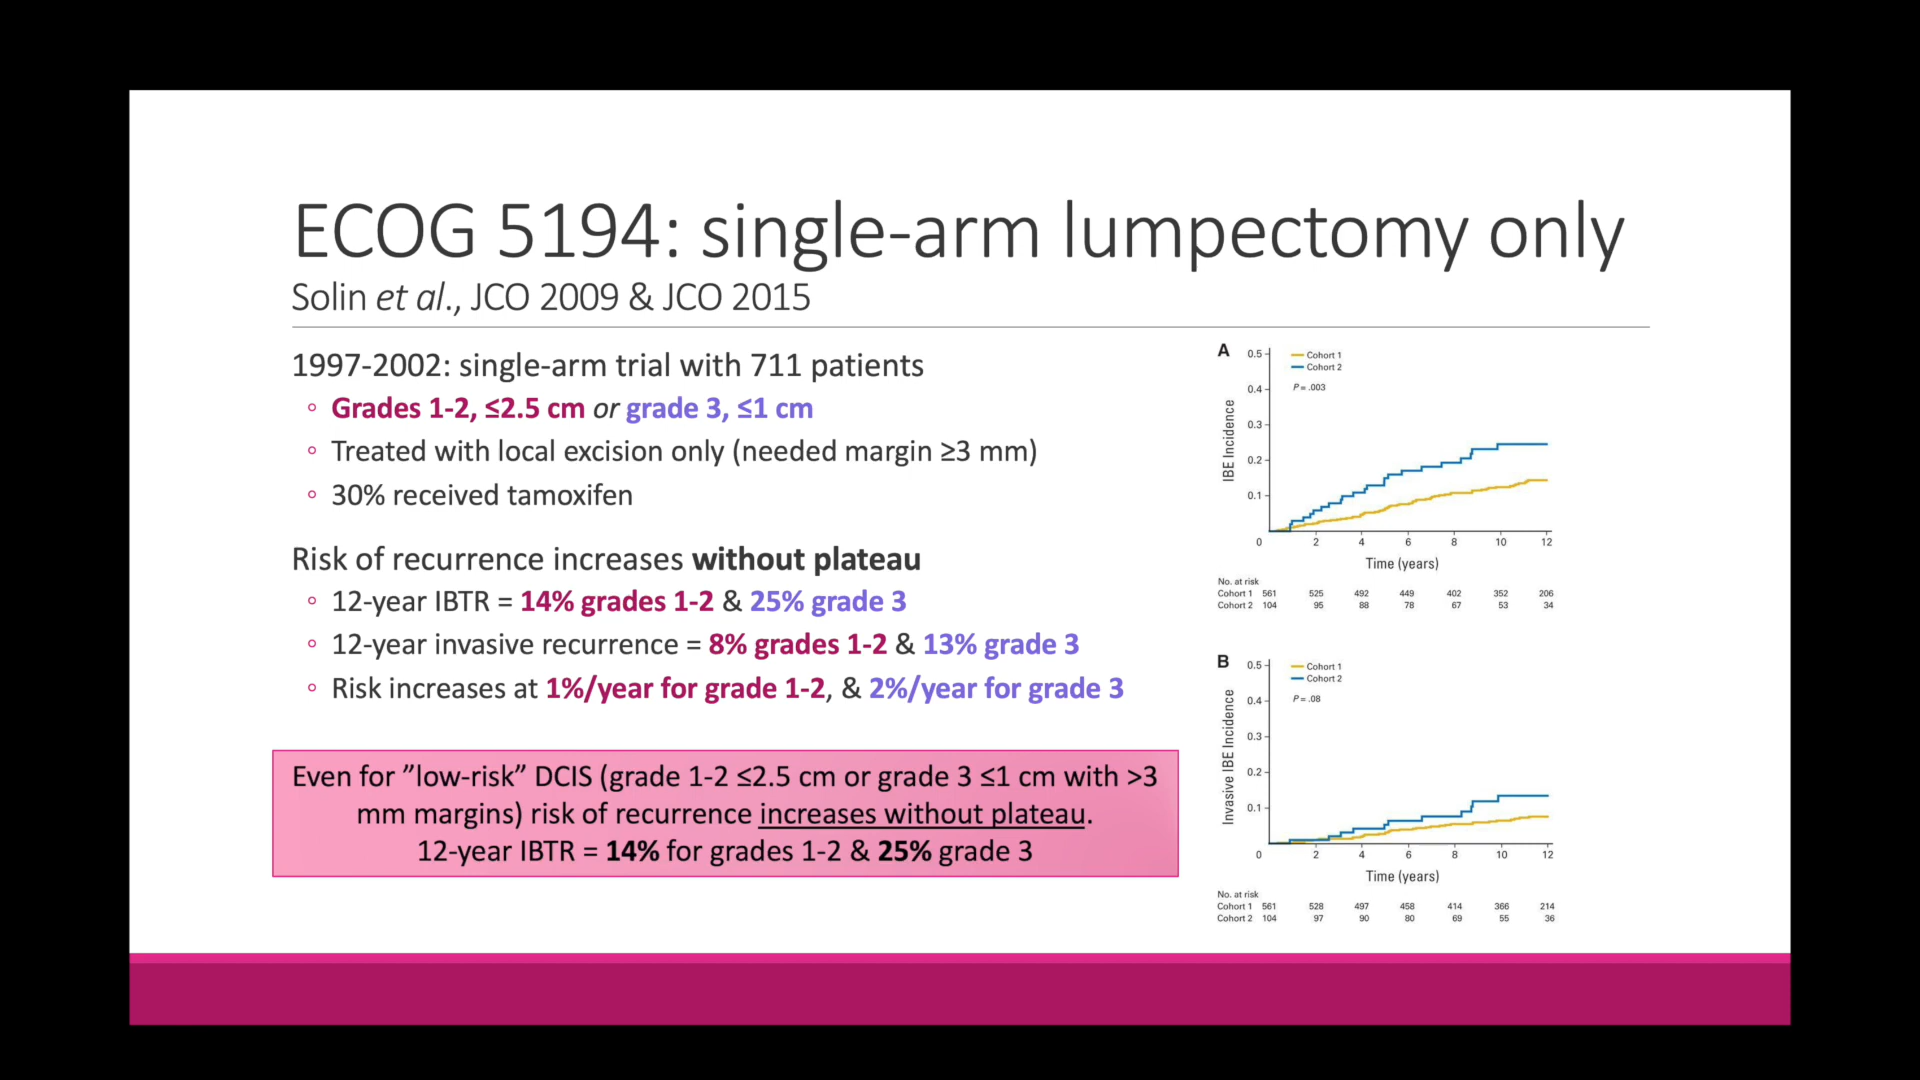 ECOG 5194: single-arm lumpectomy only
Solin et al., JCO 2009 & JCO 2015
1997-2002: single-arm trial with 711 patients
Grades 1-2, ≤2.5 cm or grade 3, ≤1 cm
Treated with local excision only (needed margin ≥3 mm)
30% received tamoxifen
Risk of recurrence increases without plateau
12-year IBTR = 14% grades 1-2 & 25% grade 3
12-year invasive recurrence = 8% grades 1-2 & 13% grade 3
Risk increases at 1%/year for grade 1-2, & 2%/year for grade 3
Even for ”low-risk” DCIS (grade 1-2 ≤2.5 cm or grade 3 ≤1 cm with >3
mm margins) risk of recurrence increases without plateau.
12-year IBTR = 14% for grades 1-2 & 25% grade 3
A
Cohort 1
Cohort 2
P = .003
IBE Incidence
0.5
0.4
0.3
0.2
0.1
0 2 4 6 8 10 12
Time (years)
No. at risk
Cohort 1 561 525 492 449 402 352 206
Cohort 2 104 95 88 78 67 53 34
B
Cohort 1
Cohort 2
P = .08
Invasive IBE Incidence
0.5
0.4
0.3
0.2
0.1
0 2 4 6 8 10 12
Time (years)
No. at risk
Cohort 1 561 528 497 458 414 366 214
Cohort 2 104 97 90 80 69 55 36